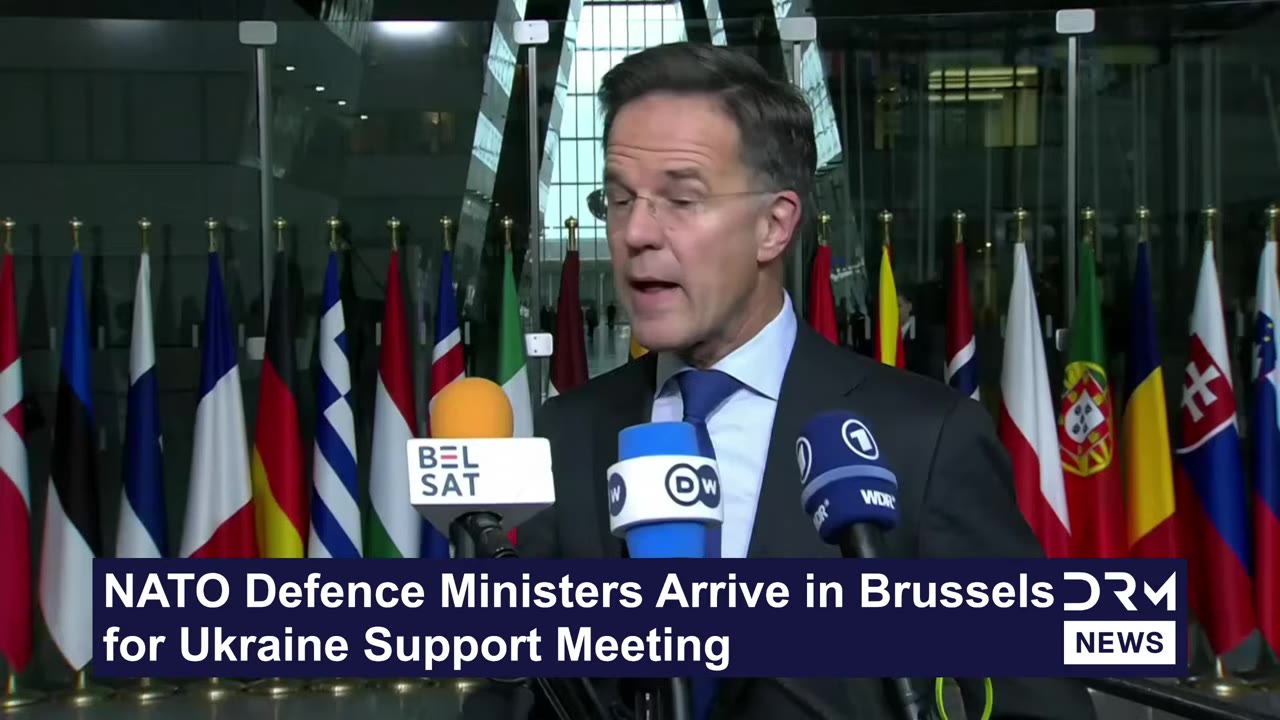 BEL
SAT
W
DW
1
WDR
NATO Defence Ministers Arrive in Brussels
for Ukraine Support Meeting
DRM
NEWS